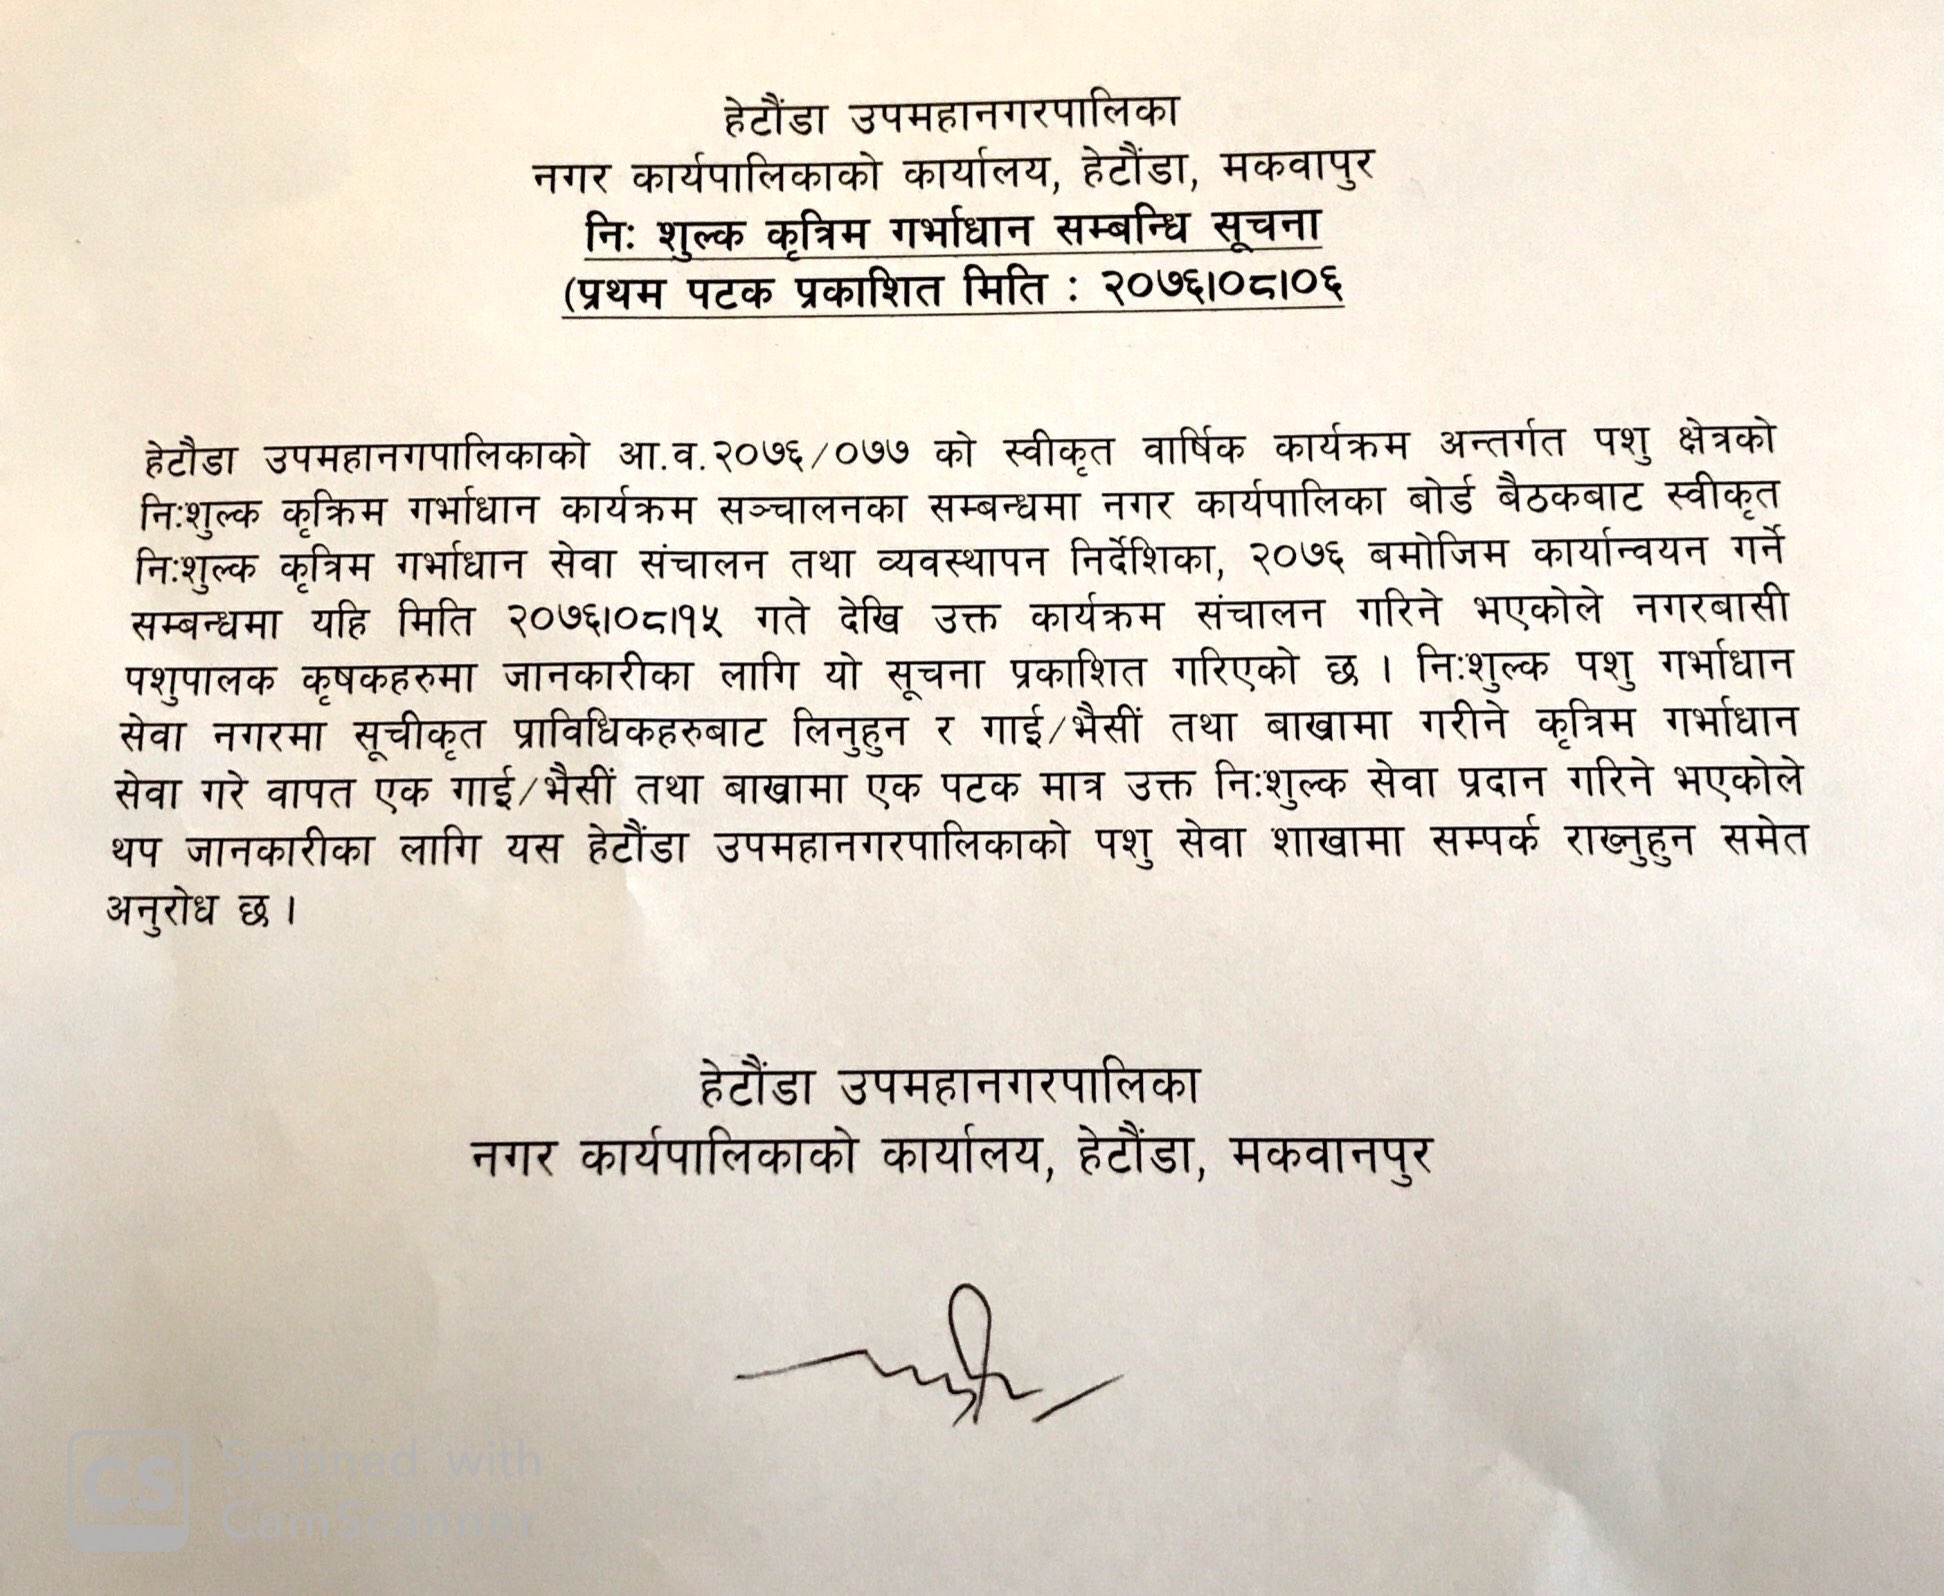 हेटौंडा उपमहानगरपालिका
नगर कार्यपालिकाको कार्यालय, हेटौंडा, मकवापुर
नि: शुल्क कृत्रिम गर्भाधान सम्बन्धि सूचना
(प्रथम पटक प्रकाशित मिति : २०७६।०८।०६
हेटौडा उपमहानगपालिकाको आ.व.२०७६/०७७ को स्वीकृत वार्षिक कार्यक्रम अन्तर्गत पशु क्षेत्रको
नि:शुल्क कृक्रिम गर्भाधान कार्यक्रम सञ्चालनका सम्बन्धमा नगर कार्यपालिका बोर्ड बैठकबाट स्वीकृत
नि:शुल्क कृत्रिम गर्भाधान सेवा संचालन तथा व्यवस्थापन निर्देशिका, २०७६ बमोजिम कार्यान्वयन गर्ने
सम्बन्धमा यहि मिति २०७६।०८।१५ गते देखि उक्त कार्यक्रम संचालन गरिने भएकोले नगरबासी
पशुपालक कृषकहरुमा जानकारीका लागि यो सूचना प्रकाशित गरिएको छ । नि:शुल्क पशु गर्भाधान
सेवा नगरमा सूचीकृत प्राविधिकहरुबाट लिनुहुन र गाई/भैसीं तथा बाखामा गरीने कृत्रिम गर्भाधान
सेवा गरे वापत एक गाई/भैसीं तथा बाखामा एक पटक मात्र उक्त नि:शुल्क सेवा प्रदान गरिने भएकोले
थप जानकारीका लागि यस हेटौंडा उपमहानगरपालिकाको पशु सेवा शाखामा सम्पर्क राख्नुहुन समेत
अनुरोध छ ।
हेटौंडा उपमहानगरपालिका
नगर कार्यपालिकाको कार्यालय, हेटौंडा, मकवानपुर
CS Scanned with
CamScanner